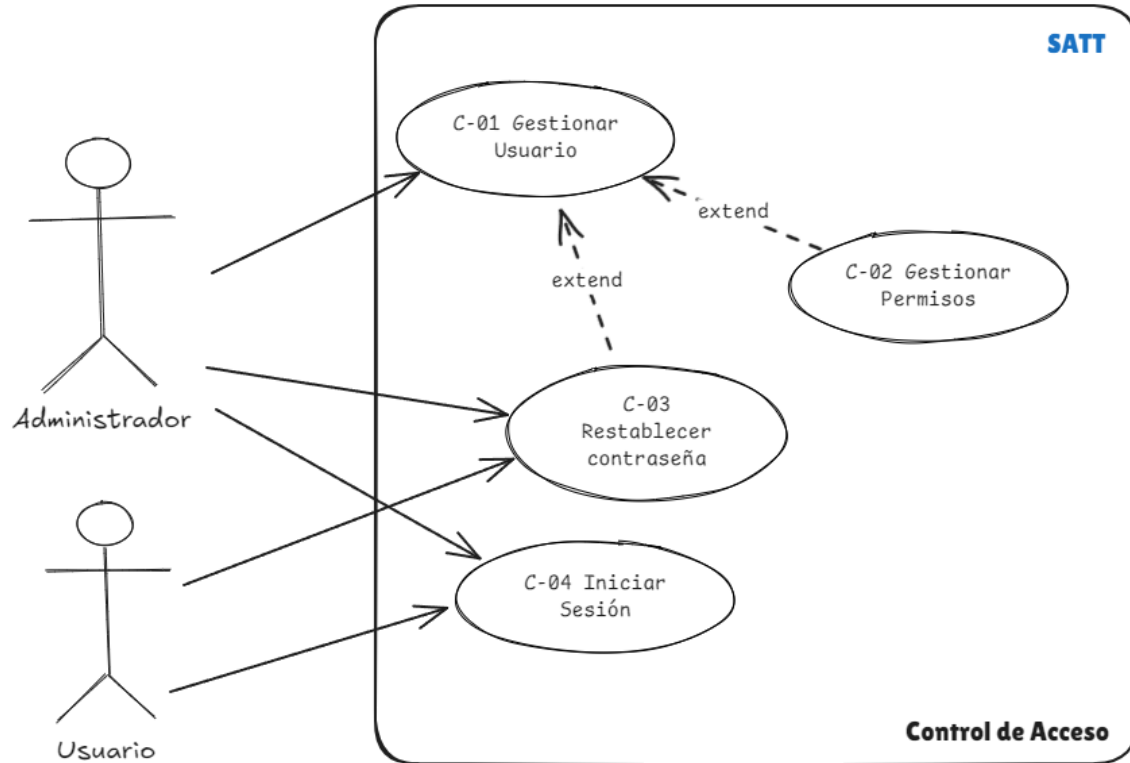 SATT
C-01 Gestionar
Usuario
extend
C-02 Gestionar
Permisos
extend
C-03
Restablecer
contraseña
Administrador
C-04 Iniciar
Sesión
Usuario
Control de Acceso